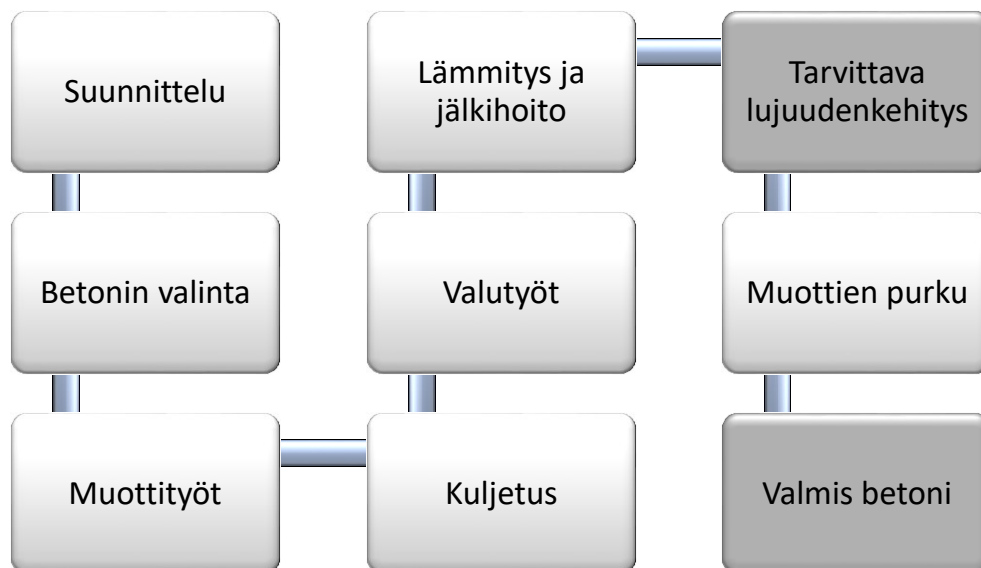 Suunnittelu
Betonin valinta
Muottityöt
Kuljetus
Valutyöt
Lämmitys ja
jälkihoito
Tarvittava
lujuudenkehitys
Muottien purku
Valmis betoni